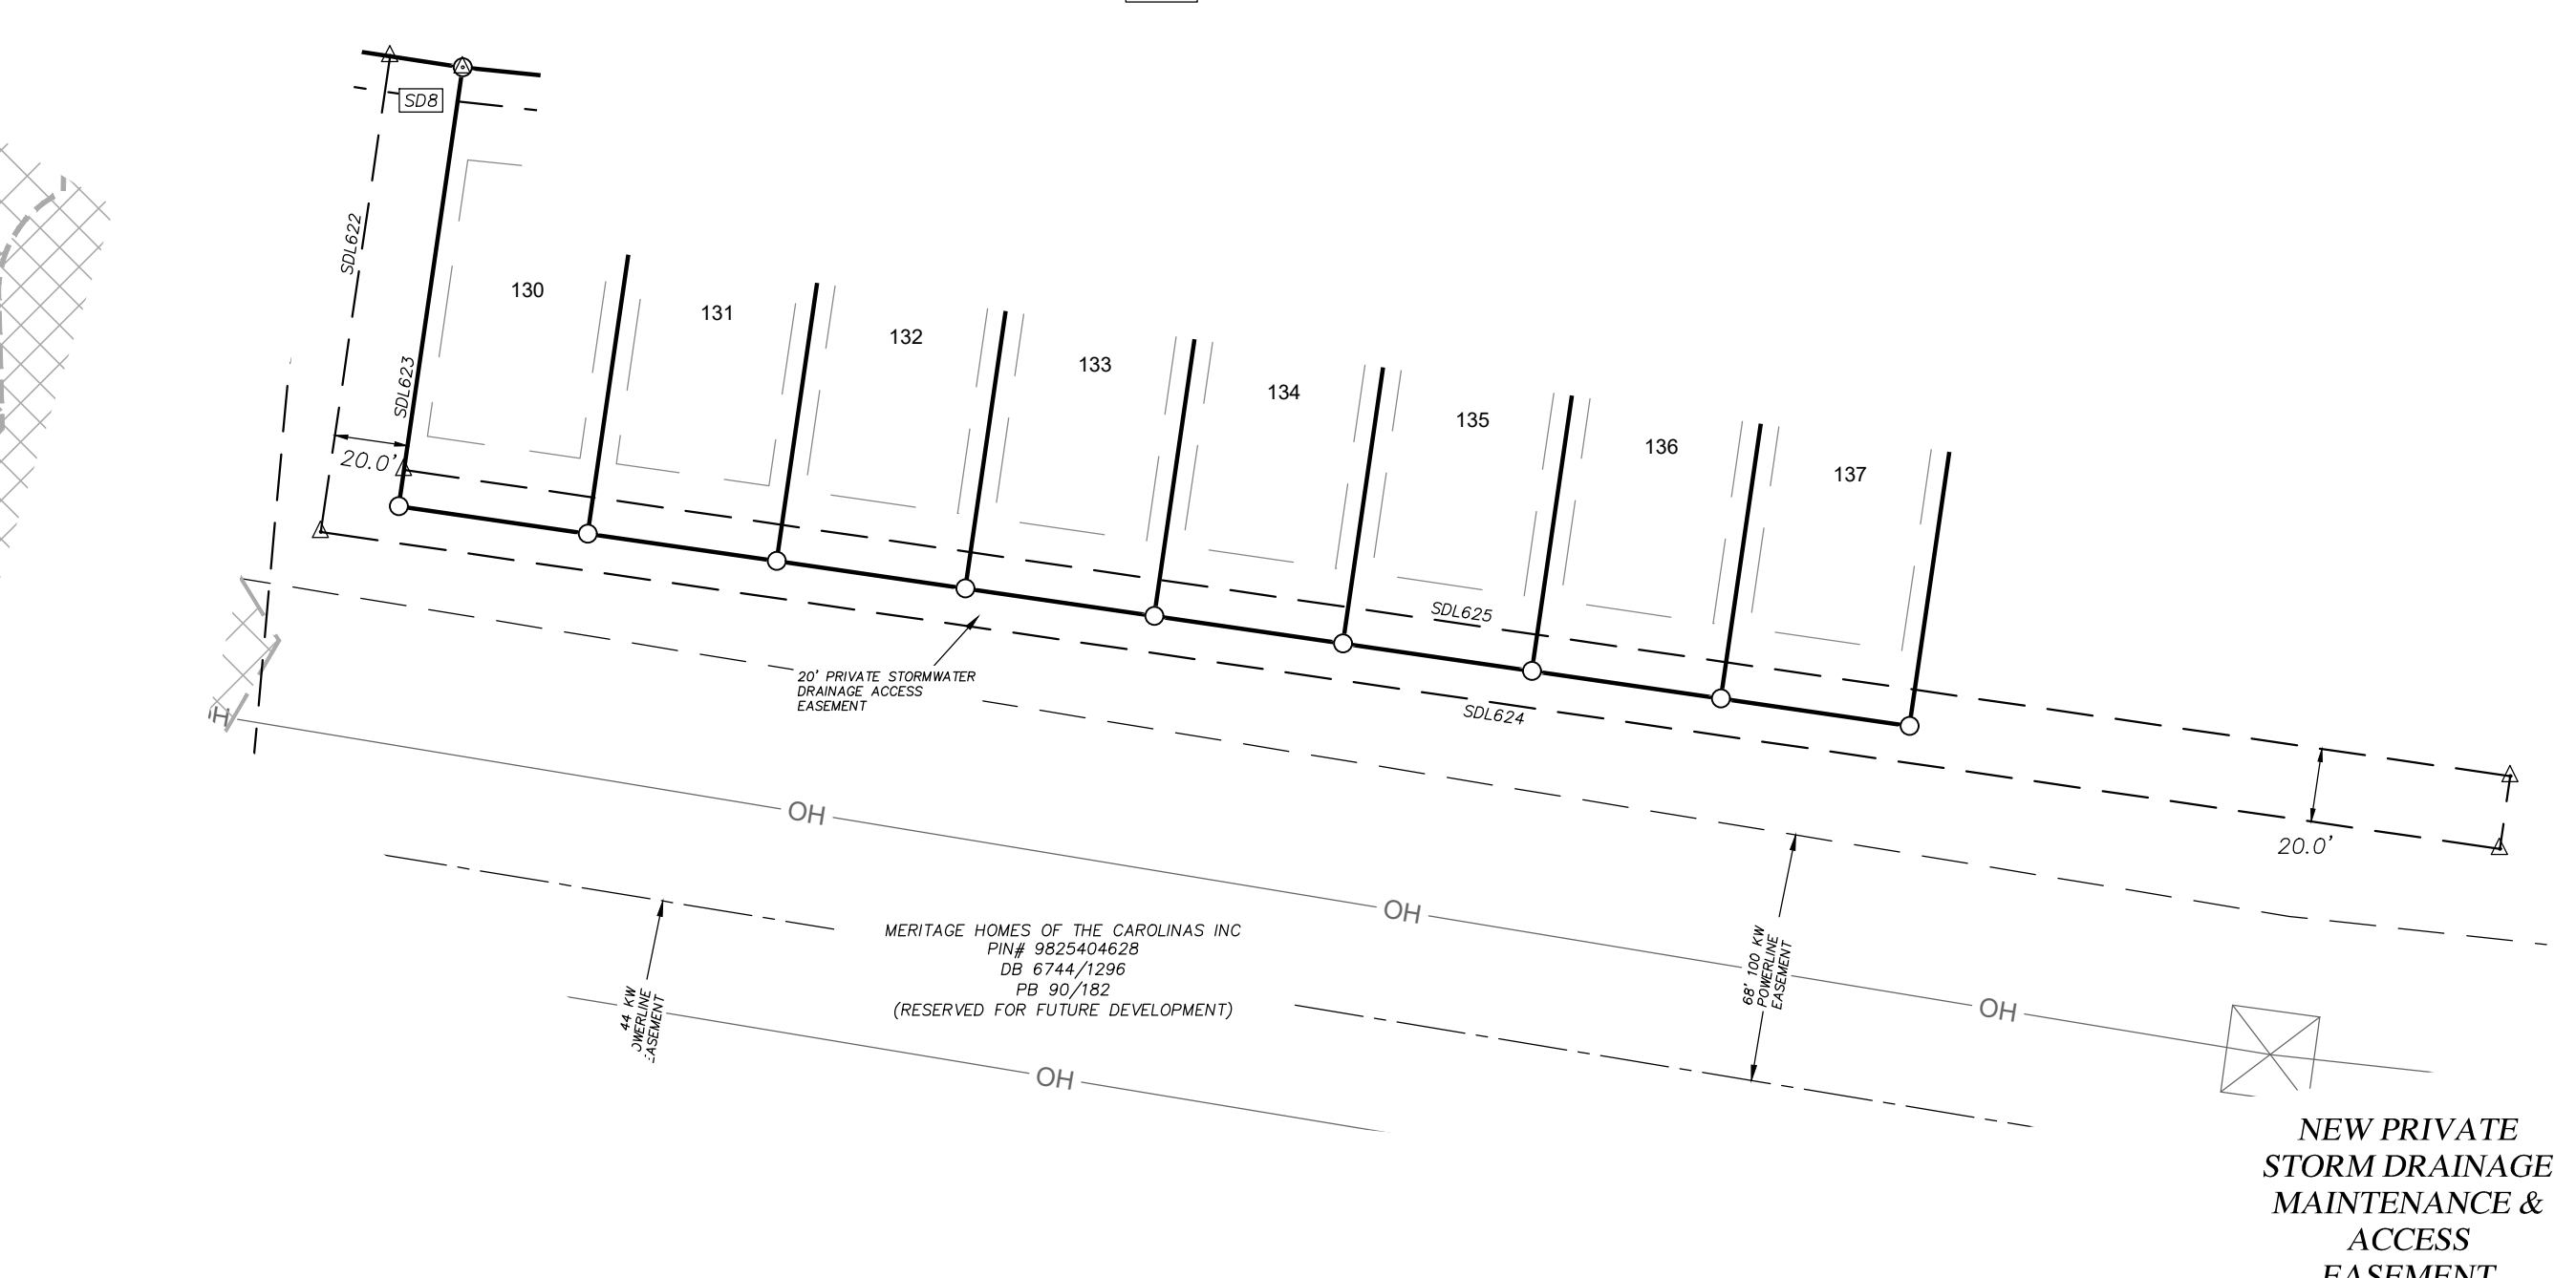 SD8
SDL622
SDL623
20.0'
130
131
132
133
134
135
136
137
SDL625
SDL624
20' PRIVATE STORMWATER
DRAINAGE ACCESS
EASEMENT
20.0'
OH
OH
OH
OH
MERITAGE HOMES OF THE CAROLINAS INC
PIN# 9825404628
DB 6744/1296
PB 90/182
(RESERVED FOR FUTURE DEVELOPMENT)
44 KW
68' 100 KW
POWERLINE
EASEMENT
NEW PRIVATE
STORM DRAINAGE
MAINTENANCE &
ACCESS
EASEMENT